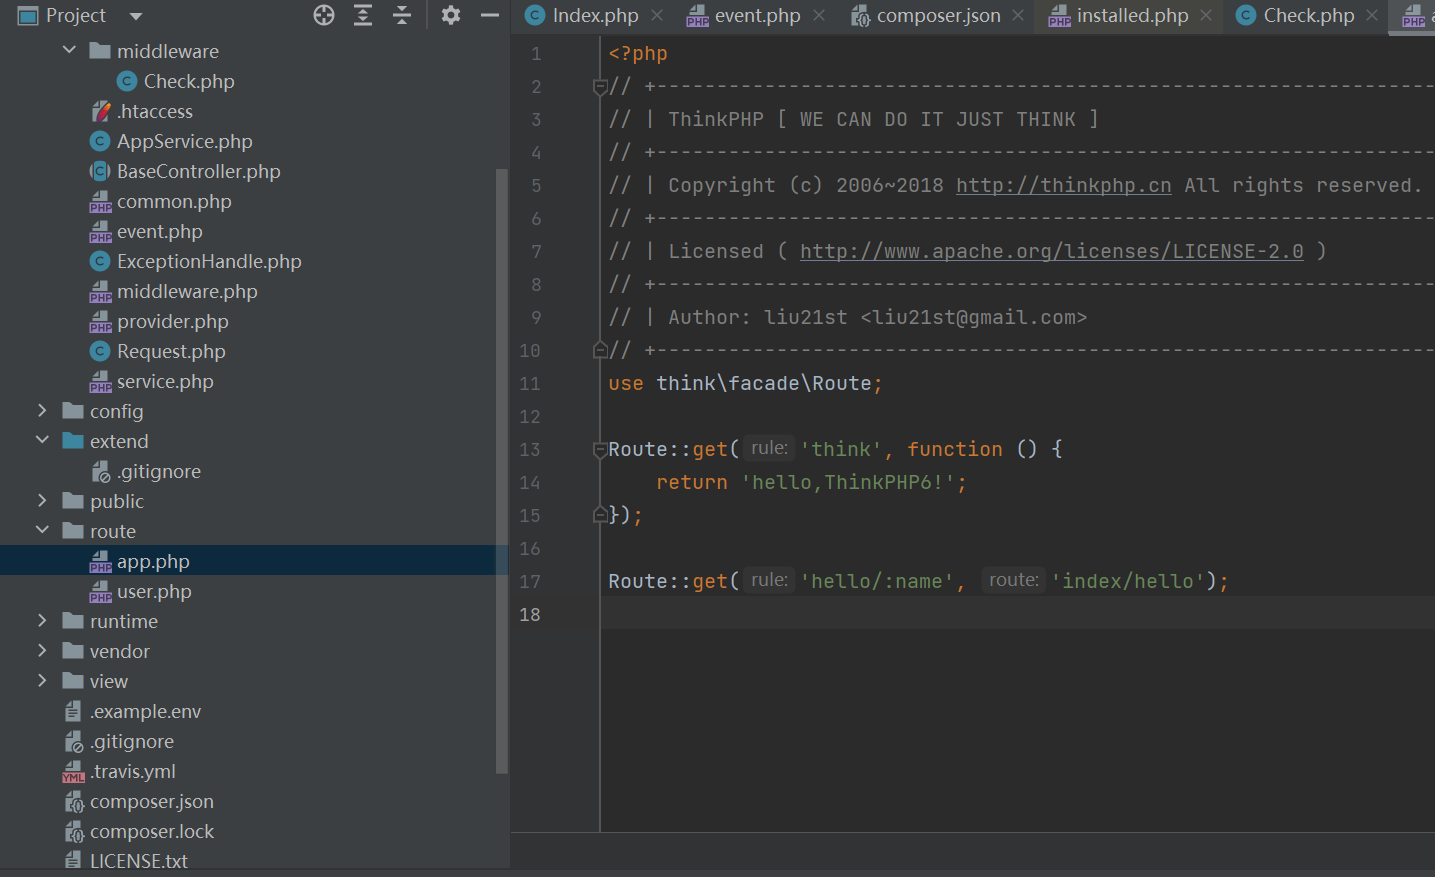 Project
Index.php
event.php
composer.json
installed.php
Check.php
middleware
Check.php
.htaccess
AppService.php
BaseController.php
common.php
event.php
ExceptionHandle.php
middleware.php
provider.php
Request.php
service.php
config
extend
.gitignore
public
route
app.php
user.php
runtime
vendor
view
.example.env
.gitignore
.travis.yml
composer.json
composer.lock
LICENSE.txt
1 <?php
2 // +-----------------------------------------------------------------
3 // | ThinkPHP [ WE CAN DO IT JUST THINK ]
4 // +-----------------------------------------------------------------
5 // | Copyright (c) 2006~2018 http://thinkphp.cn All rights reserved.
6 // +-----------------------------------------------------------------
7 // | Licensed ( http://www.apache.org/licenses/LICENSE-2.0 )
8 // +-----------------------------------------------------------------
9 // | Author: liu21st <liu21st@gmail.com>
10 // +-----------------------------------------------------------------
11 use think\facade\Route;
12
13 Route::get( rule: 'think', function () {
14     return 'hello,ThinkPHP6!';
15 });
16
17 Route::get( rule: 'hello/:name', route: 'index/hello');
18